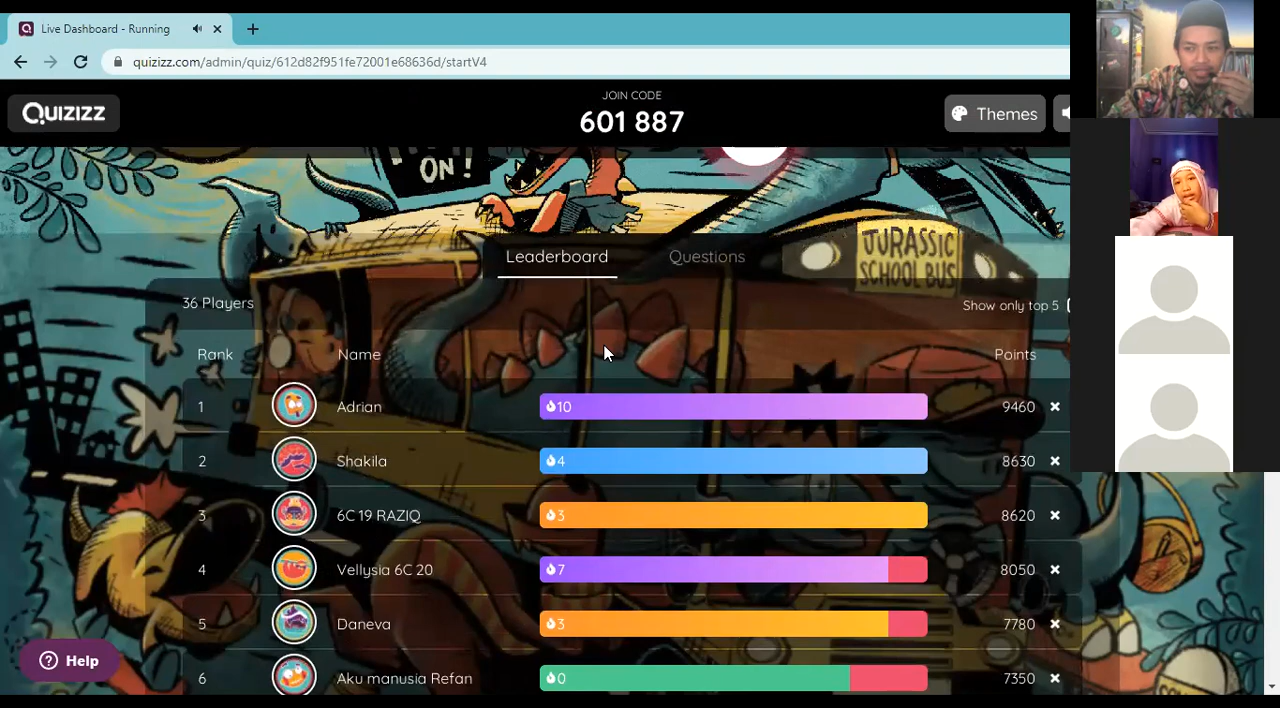 Live Dashboard - Running
quizizz.com/admin/quiz/612d82f951fe72001e68636d/startV4
QUIZIZZ
JOIN CODE
601 887
Themes
ON!
JURASSIC
SCHOOL BUS
Leaderboard Questions
36 Players
Show only top 5
Rank Name Points
1 Adrian 10 9460
2 Shakila 4 8630
3 6C 19 RAZIQ 3 8620
4 Vellysia 6C 20 7 8050
5 Daneva 3 7780
6 Aku manusia Refan 0 7350
Help